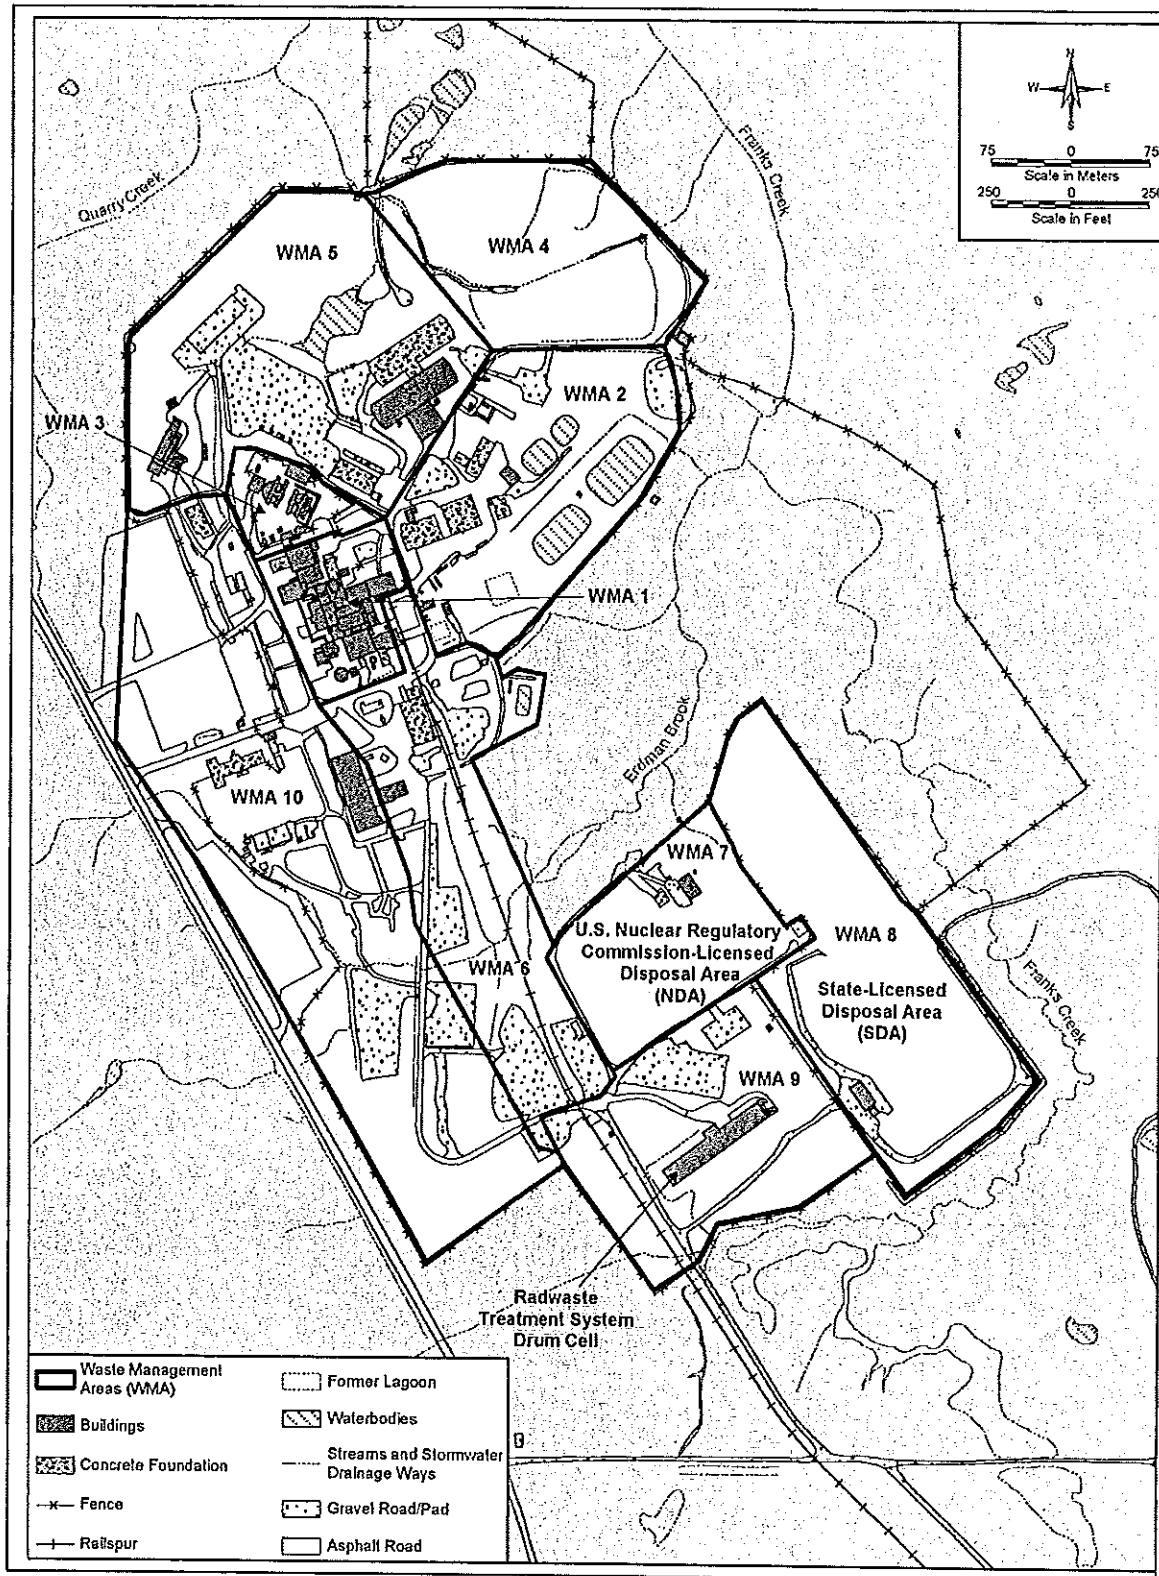 N
W E
S
75 0 75
Scale in Meters
250 0 250
Scale in Feet
Franks Creek
Quarry Creek
WMA 5
WMA 4
WMA 2
WMA 3
WMA 1
Erdman Brook
WMA 10
WMA 7
U.S. Nuclear Regulatory
Commission-Licensed
Disposal Area
(NDA)
WMA 8
WMA 6
State-Licensed
Disposal Area
(SDA)
Franks Creek
WMA 9
Radwaste
Treatment System
Drum Cell
Waste Management
Areas (WMA)
Buildings
Concrete Foundation
Fence
Railspur
Former Lagoon
Waterbodies
Streams and Stormwater
Drainage Ways
Gravel Road/Pad
Asphalt Road